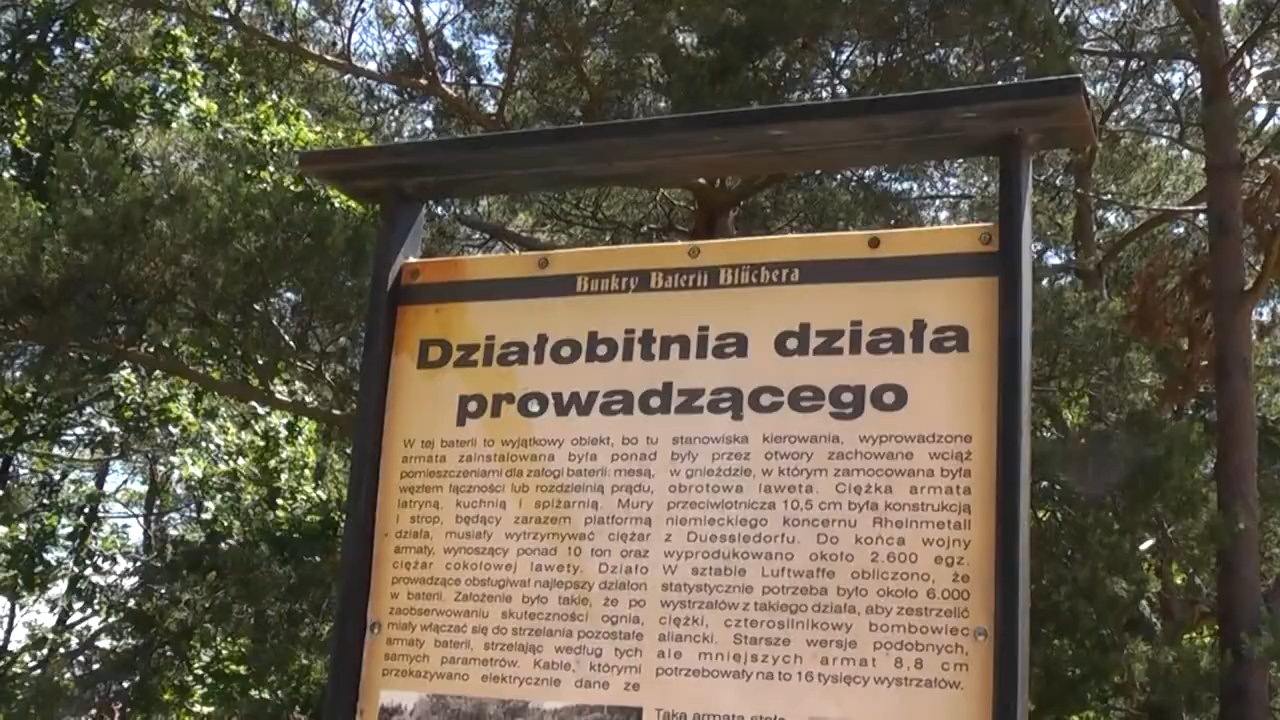 Bunkry Baterii Blüchera
Działobitnia działa
prowadzącego
W tej baterii to wyjątkowy obiekt, bo tu
armata zainstalowana była ponad
pomieszczeniami dla załogi baterii: mesą,
węzłem łączności lub rozdzielnią prądu,
latryną, kuchnią i spiżarnią. Mury
i strop, będący zarazem platformą
działa, musiały wytrzymywać ciężar
armaty, wynoszący ponad 10 ton oraz
ciężar cokołowej lawety. Działo
prowadzące obsługiwał najlepszy działon
w baterii. Założenie było takie, że po
zaobserwowaniu skuteczności ognia,
miały włączać się do strzelania pozostałe
armaty baterii, strzelając według tych
samych parametrów. Kable, którymi
przekazywano elektrycznie dane ze
stanowiska kierowania, wyprowadzone
były przez otwory zachowane wciąż
w gnieździe, w którym zamocowana była
obrotowa laweta. Ciężka armata
przeciwlotnicza 10,5 cm była konstrukcją
niemieckiego koncernu Rheinmetall
z Duessledorfu. Do końca wojny
wyprodukowano około 2.600 egz.
W sztabie Luftwaffe obliczono, że
statystycznie potrzeba było około 6.000
wystrzałów z takiego działa, aby zestrzelić
ciężki, czterosilnikowy bombowiec
aliancki. Starsze wersje podobnych,
ale mniejszych armat 8,8 cm
potrzebowały na to 16 tysięcy wystrzałów.
Taka armata stała